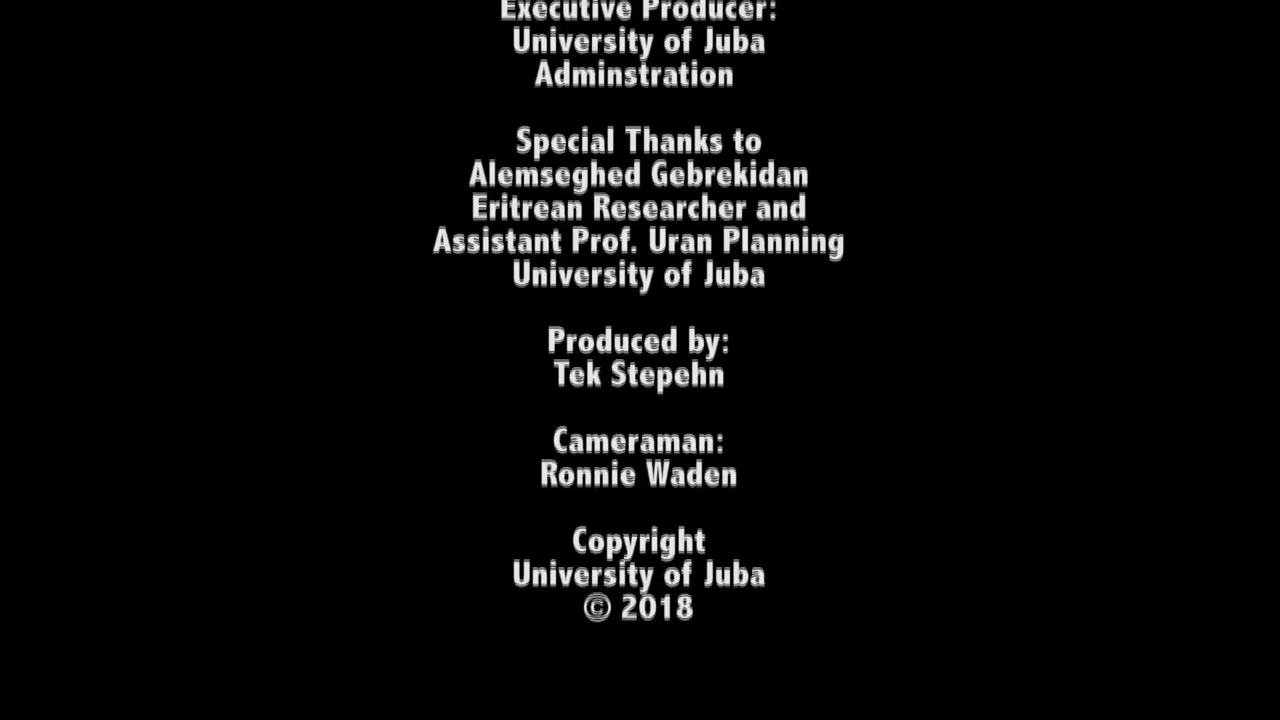 Executive Producer:
University of Juba
Adminstration
Special Thanks to
Alemseghed Gebrekidan
Eritrean Researcher and
Assistant Prof. Uran Planning
University of Juba
Produced by:
Tek Stepehn
Cameraman:
Ronnie Waden
Copyright
University of Juba
© 2018